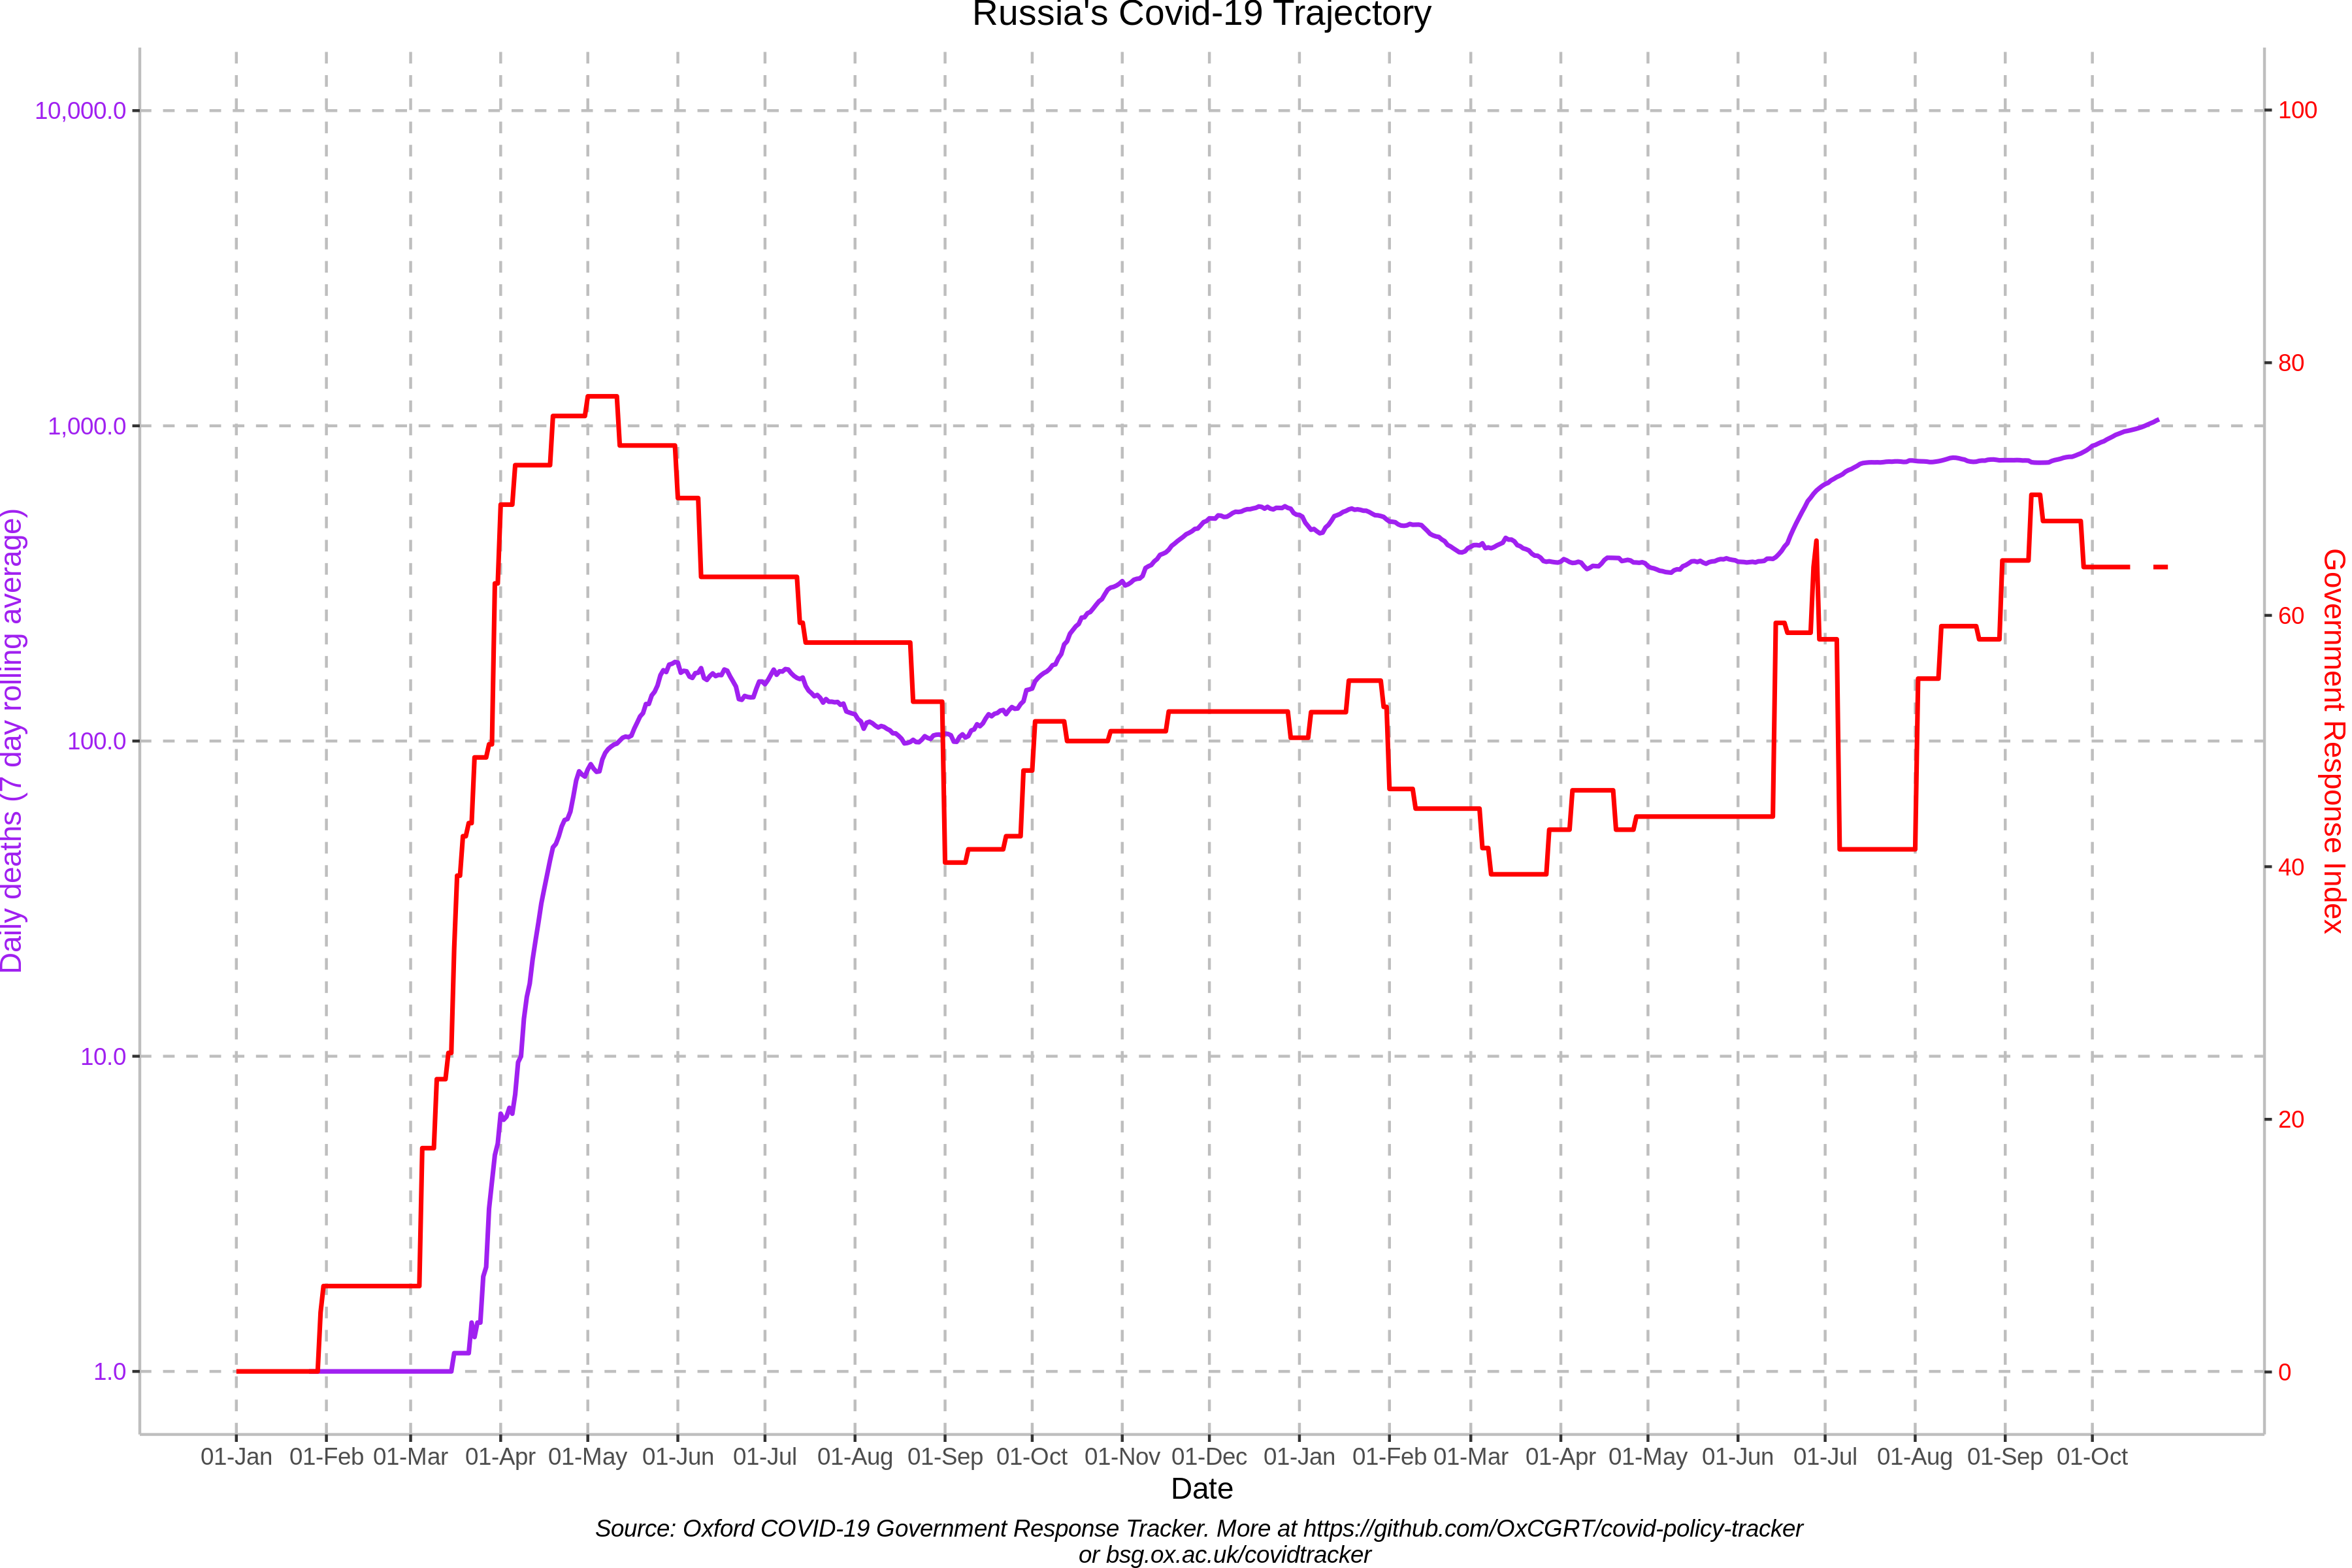 Russia's Covid-19 Trajectory
10,000.0
1,000.0
100.0
10.0
1.0
Daily deaths (7 day rolling average)
100
80
60
40
20
0
Government Response Index
01-Jan 01-Feb 01-Mar 01-Apr 01-May 01-Jun 01-Jul 01-Aug 01-Sep 01-Oct 01-Nov 01-Dec 01-Jan 01-Feb 01-Mar 01-Apr 01-May 01-Jun 01-Jul 01-Aug 01-Sep 01-Oct
Date
Source: Oxford COVID-19 Government Response Tracker. More at https://github.com/OxCGRT/covid-policy-tracker
or bsg.ox.ac.uk/covidtracker